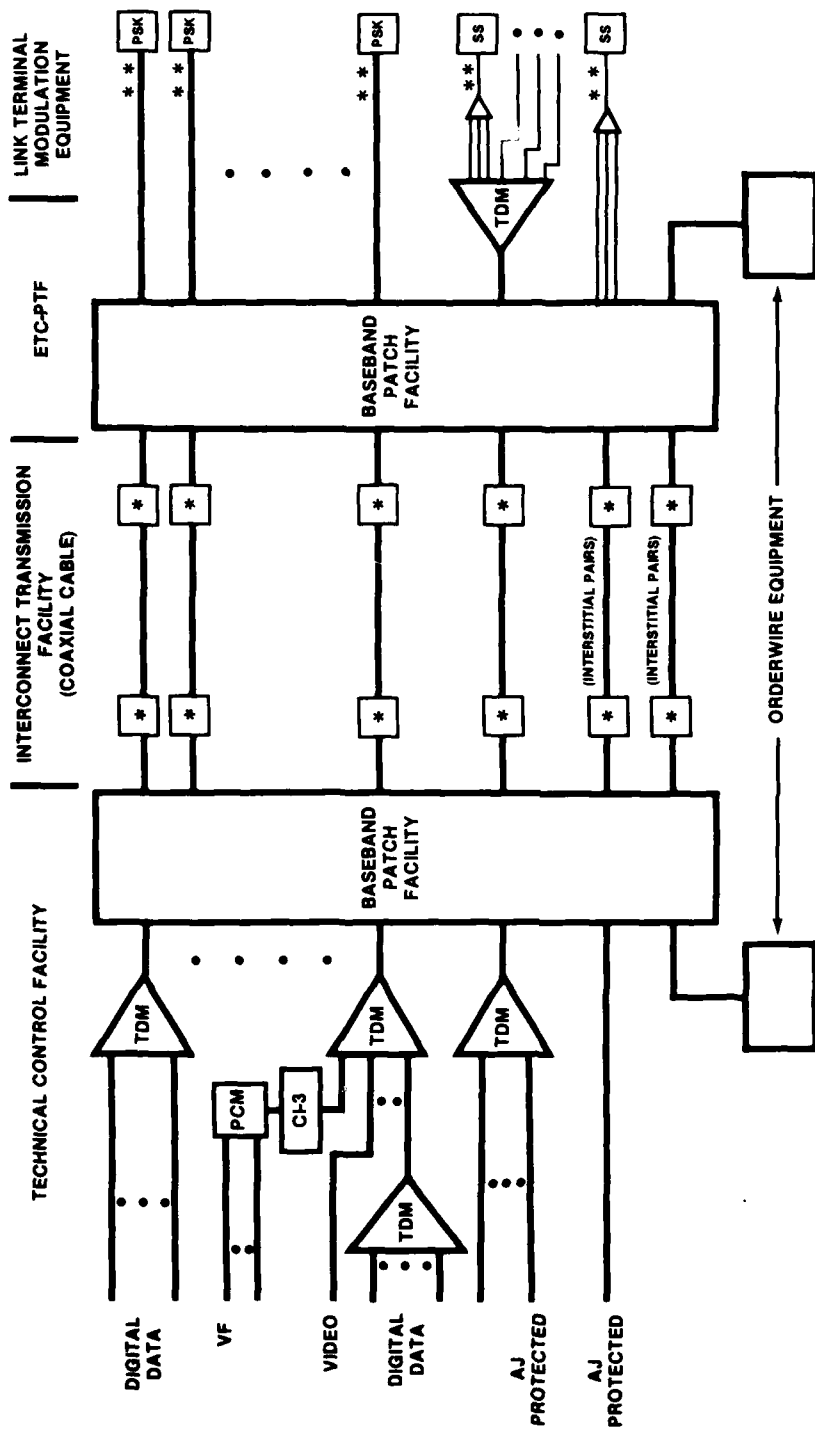 TECHNICAL CONTROL FACILITY
INTERCONNECT TRANSMISSION
FACILITY
(COAXIAL CABLE)
ETC-PTF
LINK TERMINAL
MODULATION
EQUIPMENT
DIGITAL
DATA
VF
VIDEO
DIGITAL
DATA
AJ
PROTECTED
AJ
PROTECTED
TDM
PCM
CI-3
TDM
TDM
TDM
BASEBAND
PATCH
FACILITY
*
*
*
*
*
*
*
*
*
*
(INTERSTITIAL PAIRS)
*
*
(INTERSTITIAL PAIRS)
BASEBAND
PATCH
FACILITY
* *
PSK
* *
PSK
* *
PSK
TDM
* *
SS
* *
SS
ORDERWIRE EQUIPMENT